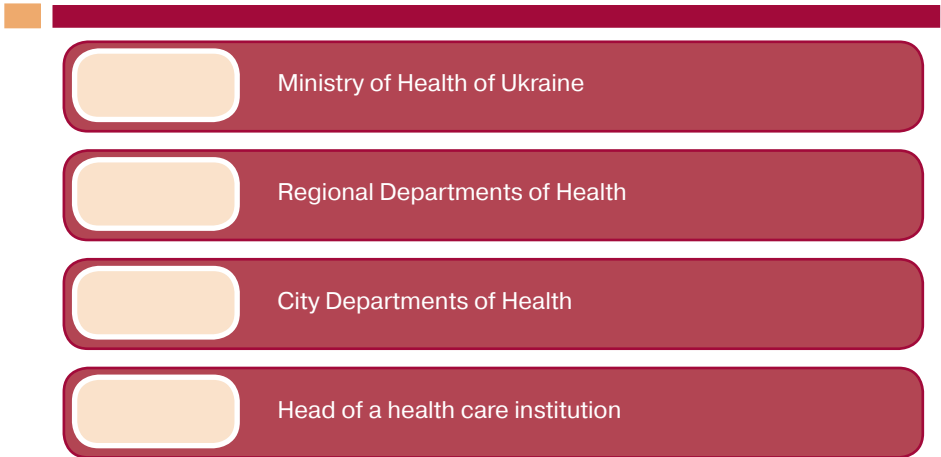 Ministry of Health of Ukraine
Regional Departments of Health
City Departments of Health
Head of a health care institution